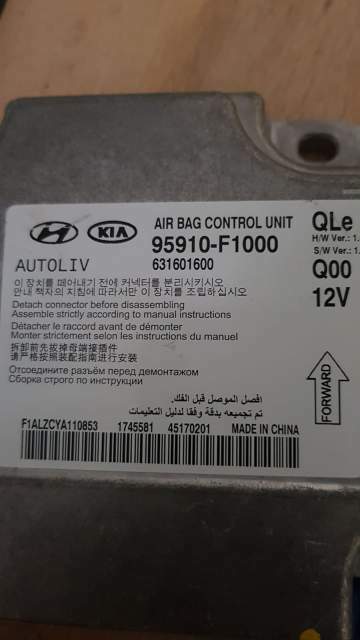 KIA
AIR BAG CONTROL UNIT
95910-F1000
631601600
QLe
H/W Ver.: 1.
S/W Ver.: 1.
Q00
12V
AUTOLIV
이 장치를 떼어내기 전에 커넥터를 분리시키시오
안내 책자의 지침에 따라서만 이 장치를 조립하십시오
Detach connector before disassembling
Assemble strictly according to manual instructions
Détacher le raccord avant de démonter
Monter strictement selon les instructions du manuel
拆卸前先拔掉母端接插件
请严格按照装配指南进行安装
Отсоедините разъём перед демонтажом
Сборка строго по инструкции
افصل الموصل قبل الفك.
تم تجميعه بدقة وفقا لدليل التعليمات
FORWARD
F1ALZCYA110853 1745581 45170201 MADE IN CHINA